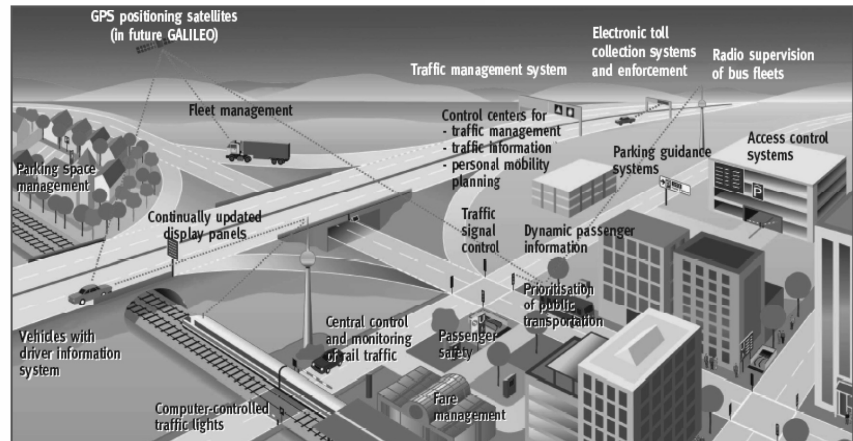 GPS positioning satellites
(in future GALILEO)
Electronic toll
collection systems
and enforcement
Radio supervision
of bus fleets
Traffic management system
Fleet management
Control centers for
- traffic management
- traffic information
- personal mobility
planning
Access control
systems
Parking guidance
systems
Parking space
management
Continually updated
display panels
Traffic
signal
control
Dynamic passenger
information
Prioritisation
of public
transportation
Vehicles with
driver information
system
Central control
and monitoring
of rail traffic
Passenger
safety
Fare
management
Computer-controlled
traffic lights
P